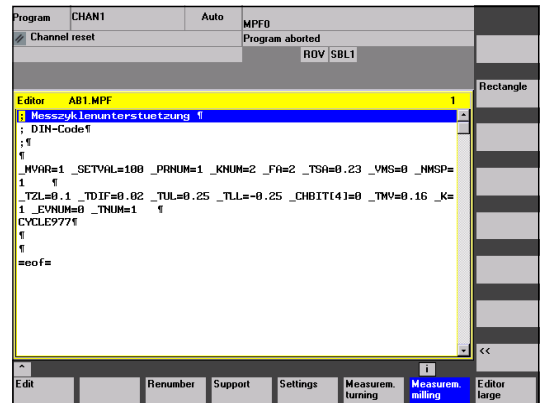 Program CHAN1 Auto MPF0
Channel reset Program aborted
ROV SBL1
Rectangle
Editor AB1.MPF 1
; Messzyklenunterstuetzung ¶
; DIN-Code¶
;¶
¶
_MVAR=1 _SETVAL=100 _PRNUM=1 _KNUM=2 _FA=2 _TSA=0.23 _VMS=0 _NMSP=
1 ¶
_TZL=0.1 _TDIF=0.02 _TUL=0.25 _TLL=-0.25 _CHBIT[4]=0 _TMV=0.16 _K=
1 _EVNUM=0 _TNUM=1 ¶
CYCLE977¶
¶
¶
=eof=
<<
^ i
Edit Renumber Support Settings Measurem. turning Measurem. milling Editor large